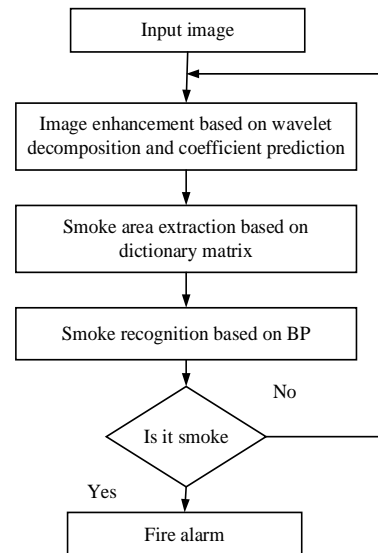 Input image
Image enhancement based on wavelet
decomposition and coefficient prediction
Smoke area extraction based on
dictionary matrix
Smoke recognition based on BP
No
Is it smoke
Yes
Fire alarm